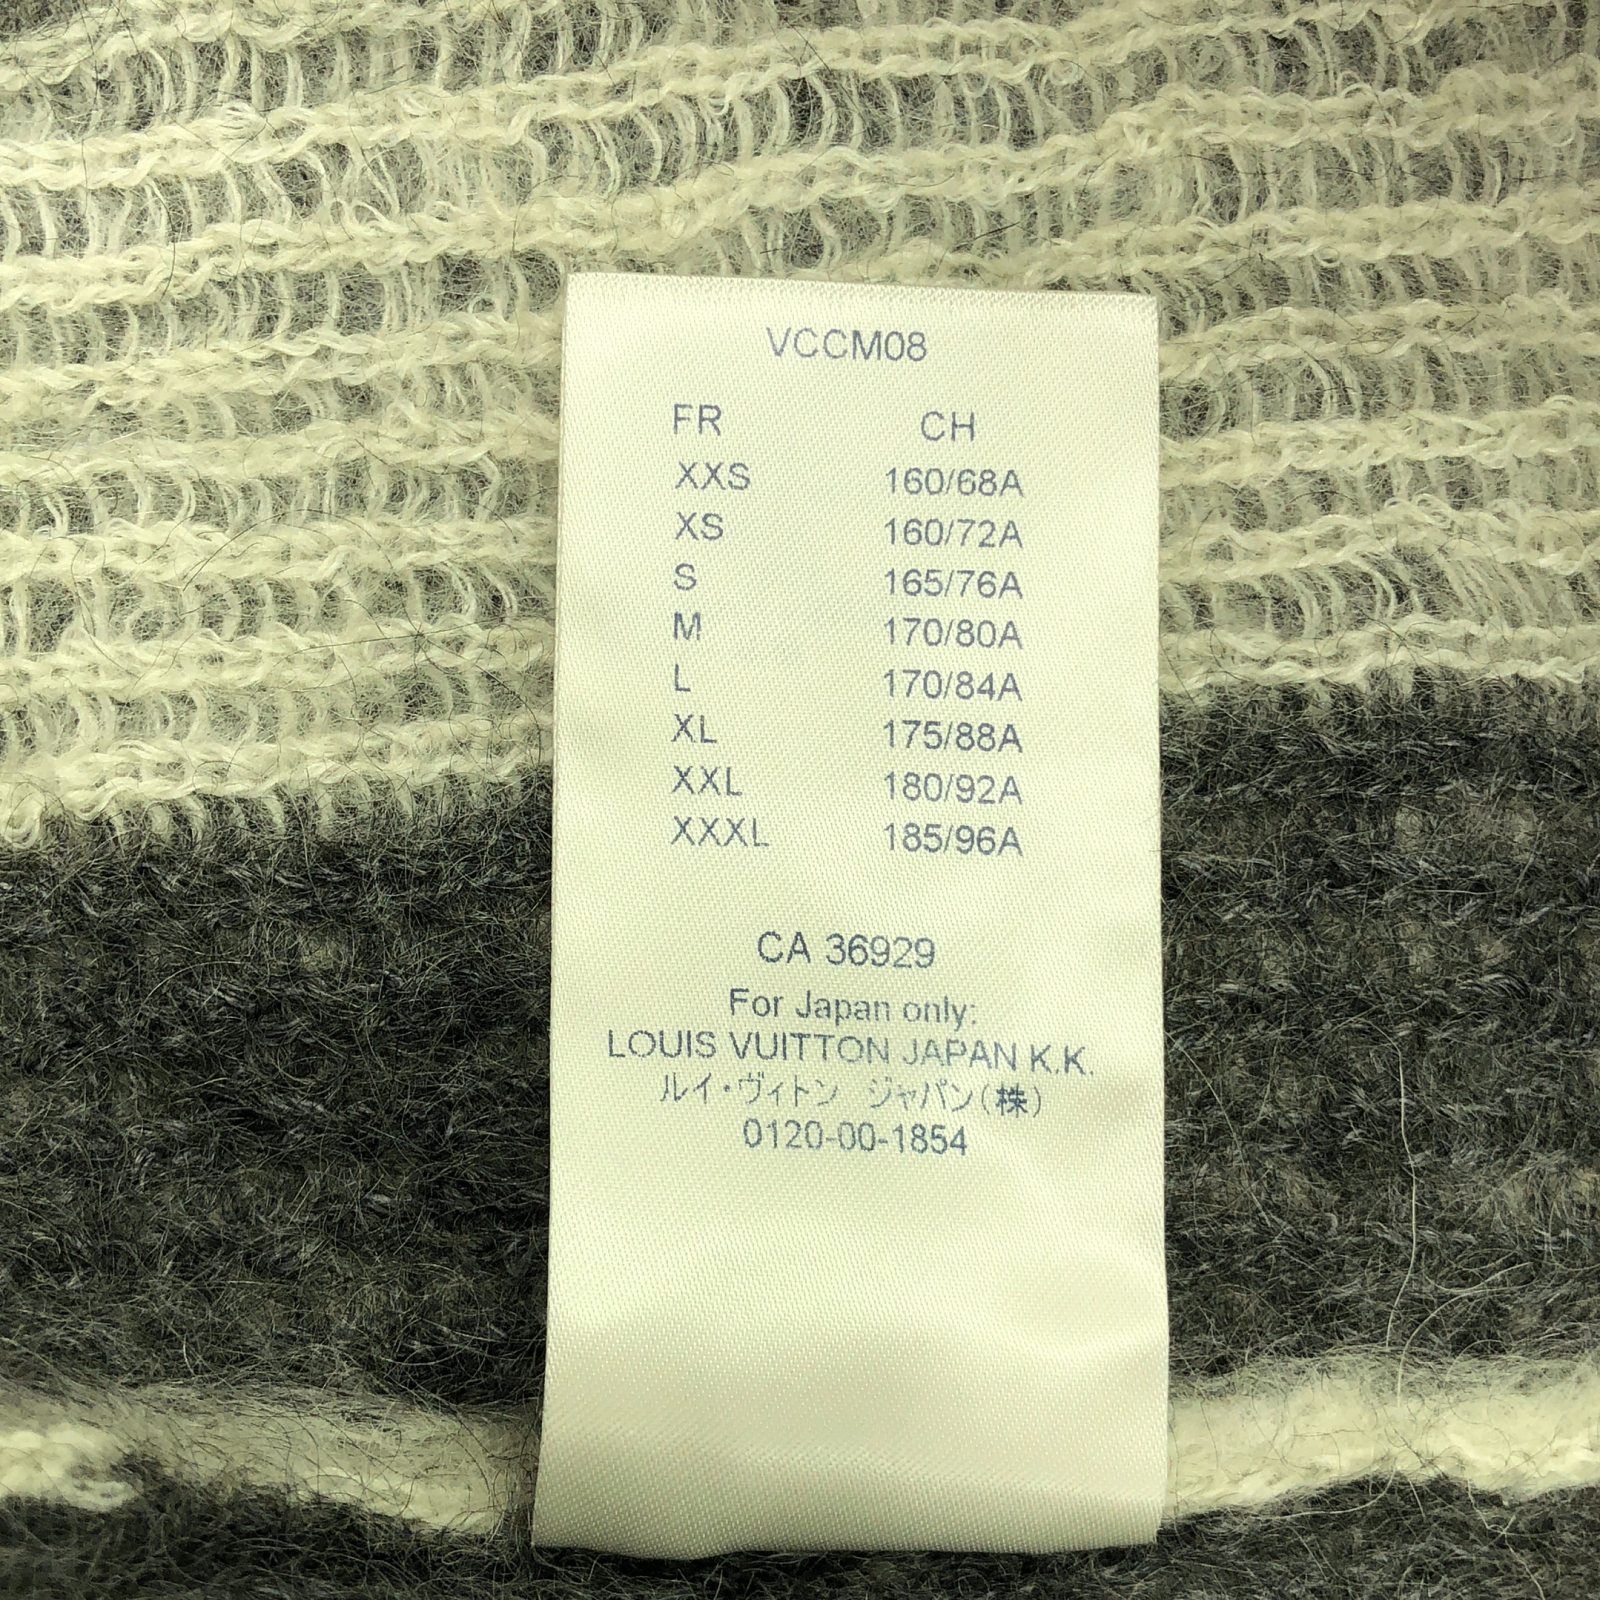 VCCM08
FR CH
XXS 160/68A
XS 160/72A
S 165/76A
M 170/80A
L 170/84A
XL 175/88A
XXL 180/92A
XXXL 185/96A
CA 36929
For Japan only:
LOUIS VUITTON JAPAN K.K.
ルイ・ヴィトン ジャパン(株)
0120-00-1854